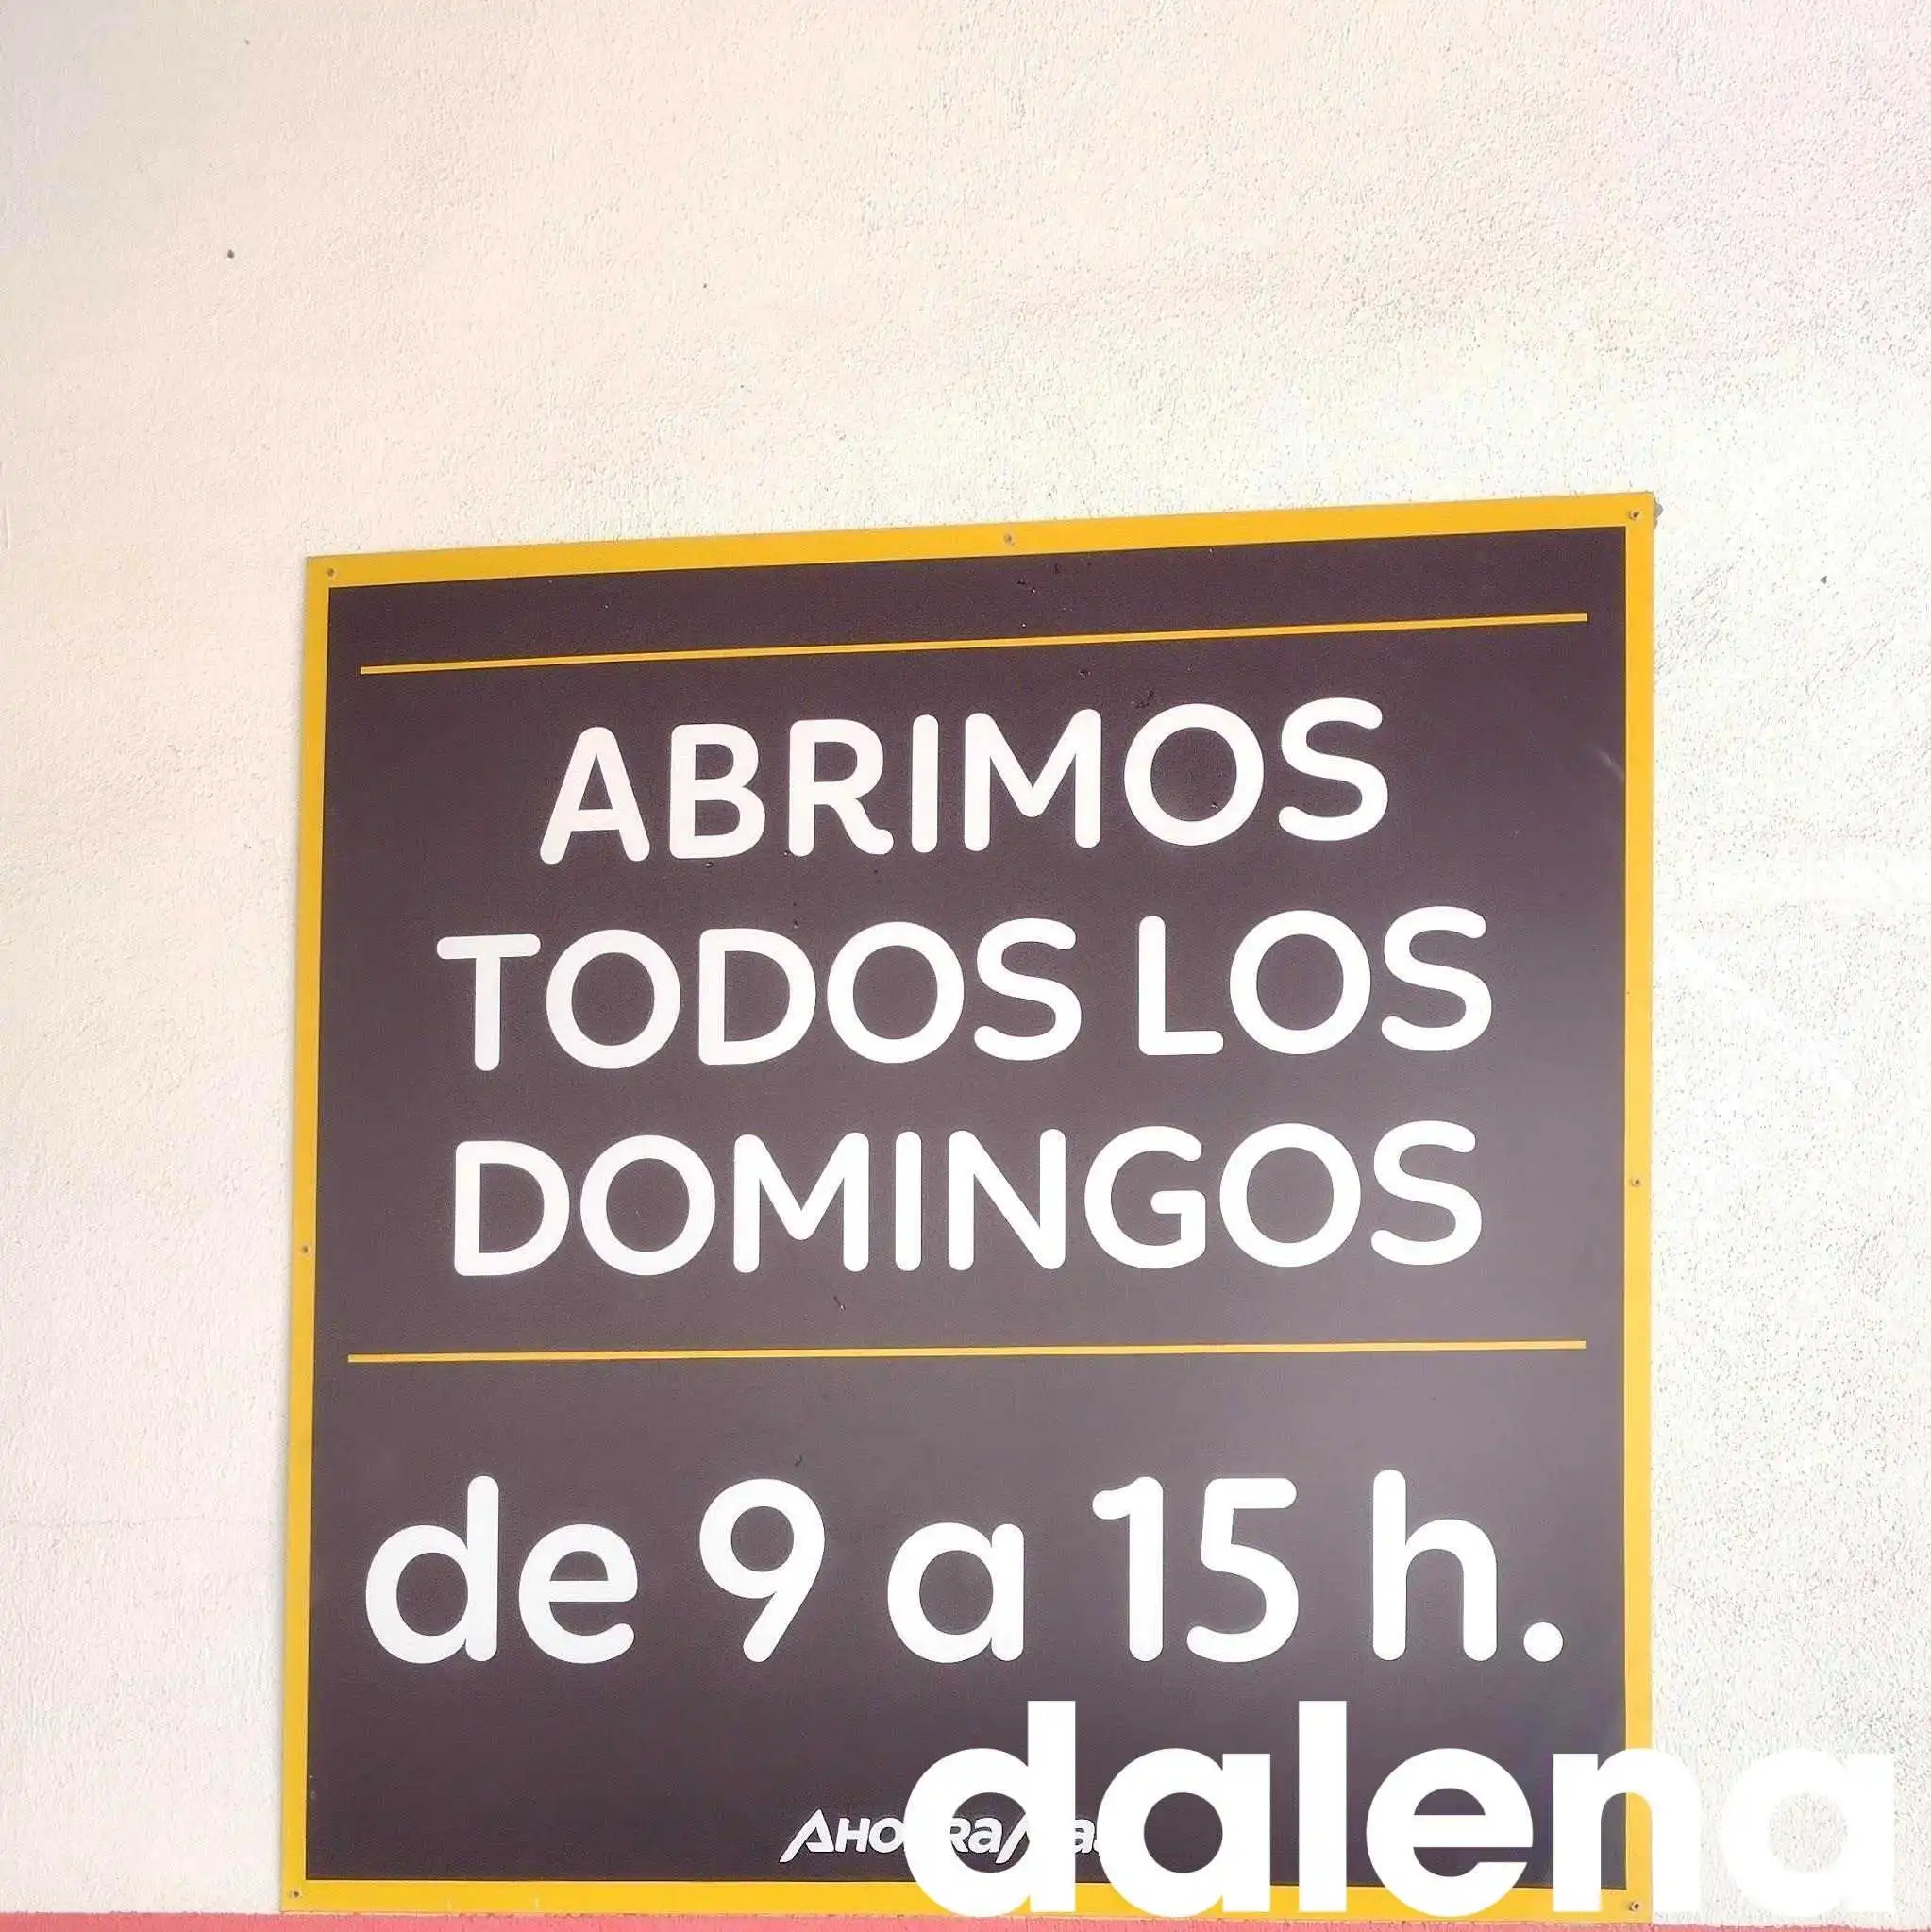 ABRIMOS
TODOS LOS
DOMINGOS
de 9 a 15 h.
dalena